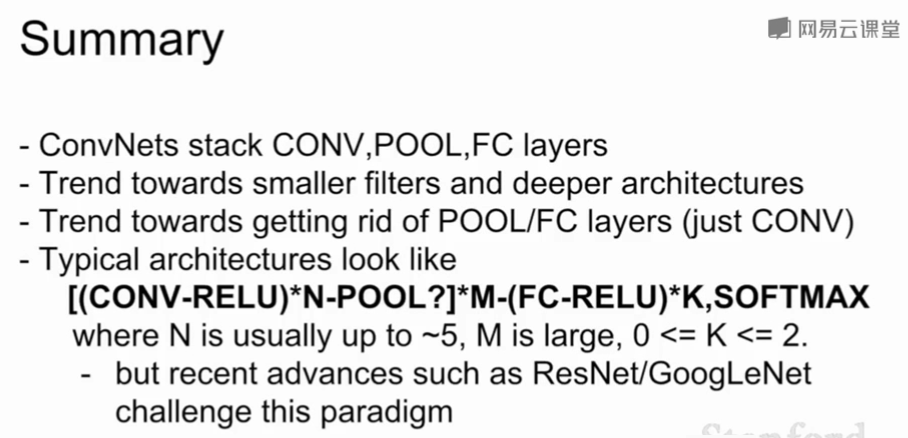 Summary
网易云课堂
- ConvNets stack CONV,POOL,FC layers
- Trend towards smaller filters and deeper architectures
- Trend towards getting rid of POOL/FC layers (just CONV)
- Typical architectures look like
[(CONV-RELU)*N-POOL?]*M-(FC-RELU)*K,SOFTMAX
where N is usually up to ~5, M is large, 0 <= K <= 2.
- but recent advances such as ResNet/GoogLeNet
challenge this paradigm